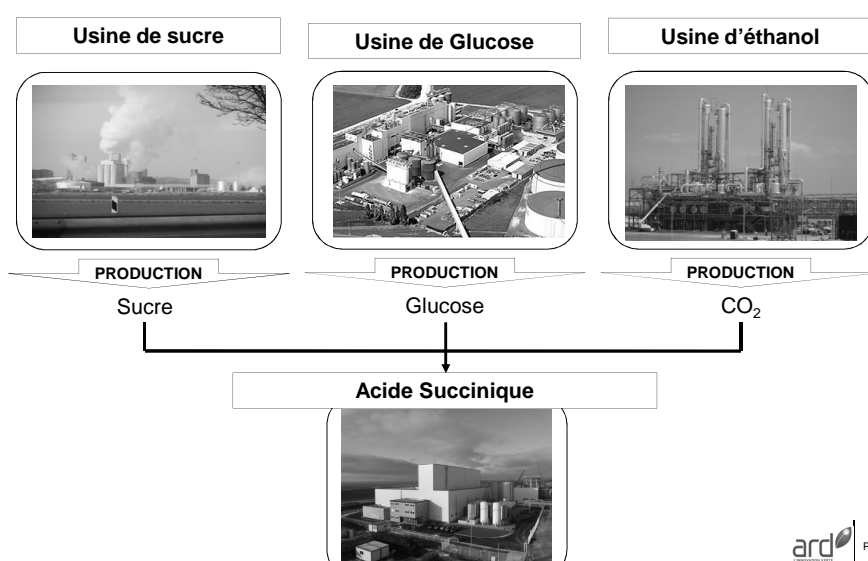 Usine de sucre
Usine de Glucose
Usine d'éthanol
PRODUCTION
PRODUCTION
PRODUCTION
Sucre
Glucose
CO₂
Acide Succinique
ard